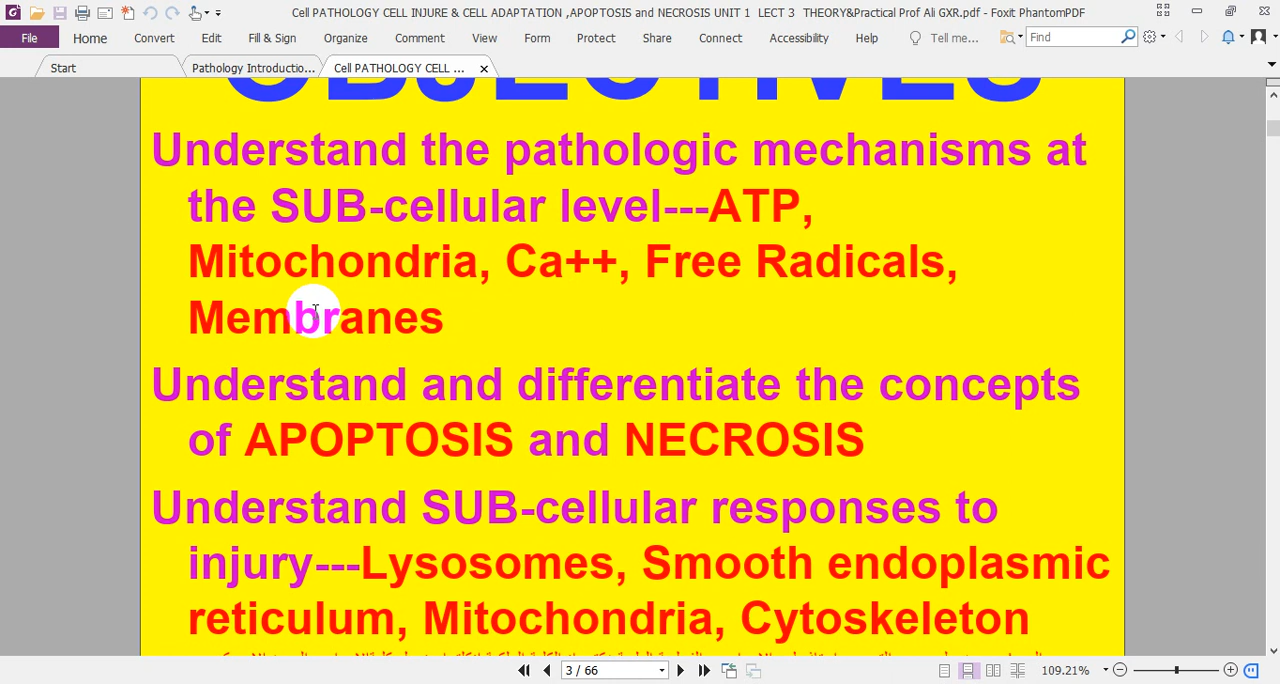 Cell PATHOLOGY CELL INJURE & CELL LDAPTATION ,APOPTOSIS and NECROSIS UNIT 1 LECT 3 THEORY&Practical Prof Ali GXR.pdf - Foxit PhantomPDF
File Home Convert Edit Fill & Sign Organize Comment View Form Protect Share Connect Accessibility Help Tell me... Find
Start Pathology Introductio... Cell PATHOLOGY CELL ...
OBJECTIVES
Understand the pathologic mechanisms at
the SUB-cellular level---ATP,
Mitochondria, Ca++, Free Radicals,
Membranes
Understand and differentiate the concepts
of APOPTOSIS and NECROSIS
Understand SUB-cellular responses to
injury---Lysosomes, Smooth endoplasmic
reticulum, Mitochondria, Cytoskeleton
3 / 66 109.21%